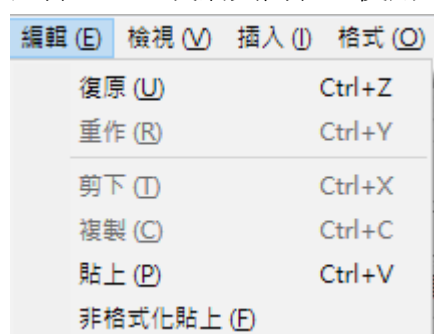 編輯 (E) 檢視 (V) 插入 (I) 格式 (O)
復原 (U) Ctrl+Z
重作 (R) Ctrl+Y
剪下 (T) Ctrl+X
複製 (C) Ctrl+C
貼上 (P) Ctrl+V
非格式化貼上 (F)